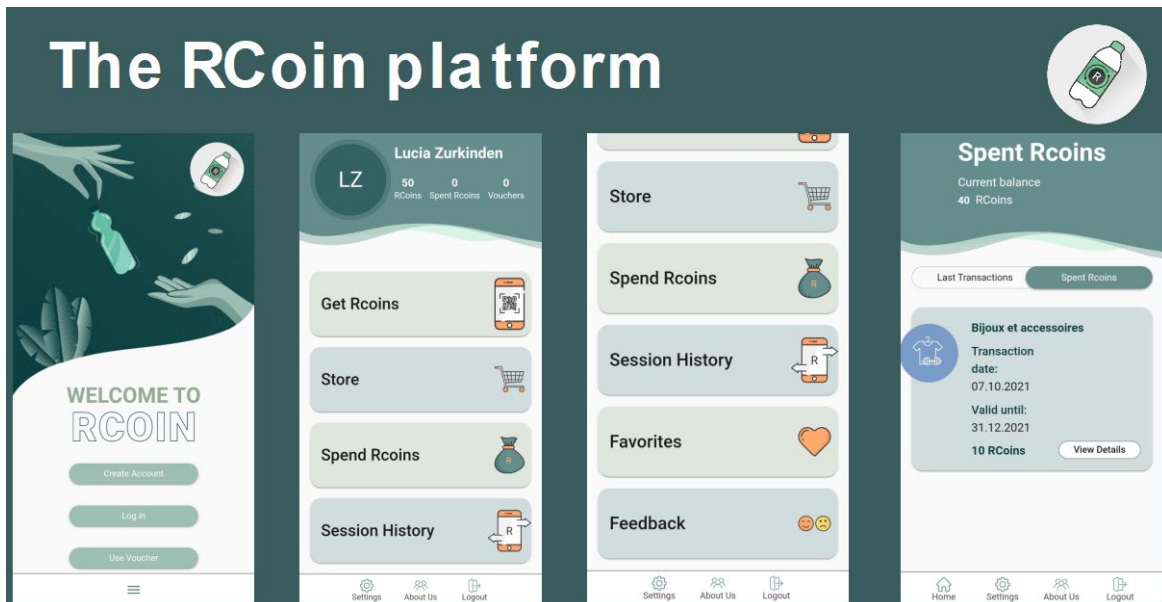 The RCoin platform
R
WELCOME TO
RCOIN
Create Account
Log in
Use Voucher
LZ
Lucia Zurkinden
50 0 0
RCoins Spent Rcoins Vouchers
Get Rcoins
Store
Spend Rcoins
R
Session History
R
Settings About Us Logout
Store
Spend Rcoins
R
Session History
R
Favorites
Feedback
Settings About Us Logout
Spent Rcoins
Current balance
40 RCoins
Last Transactions Spent Rcoins
Bijoux et accessoires
Transaction
date:
07.10.2021
Valid until:
31.12.2021
10 RCoins View Details
Home Settings About Us Logout